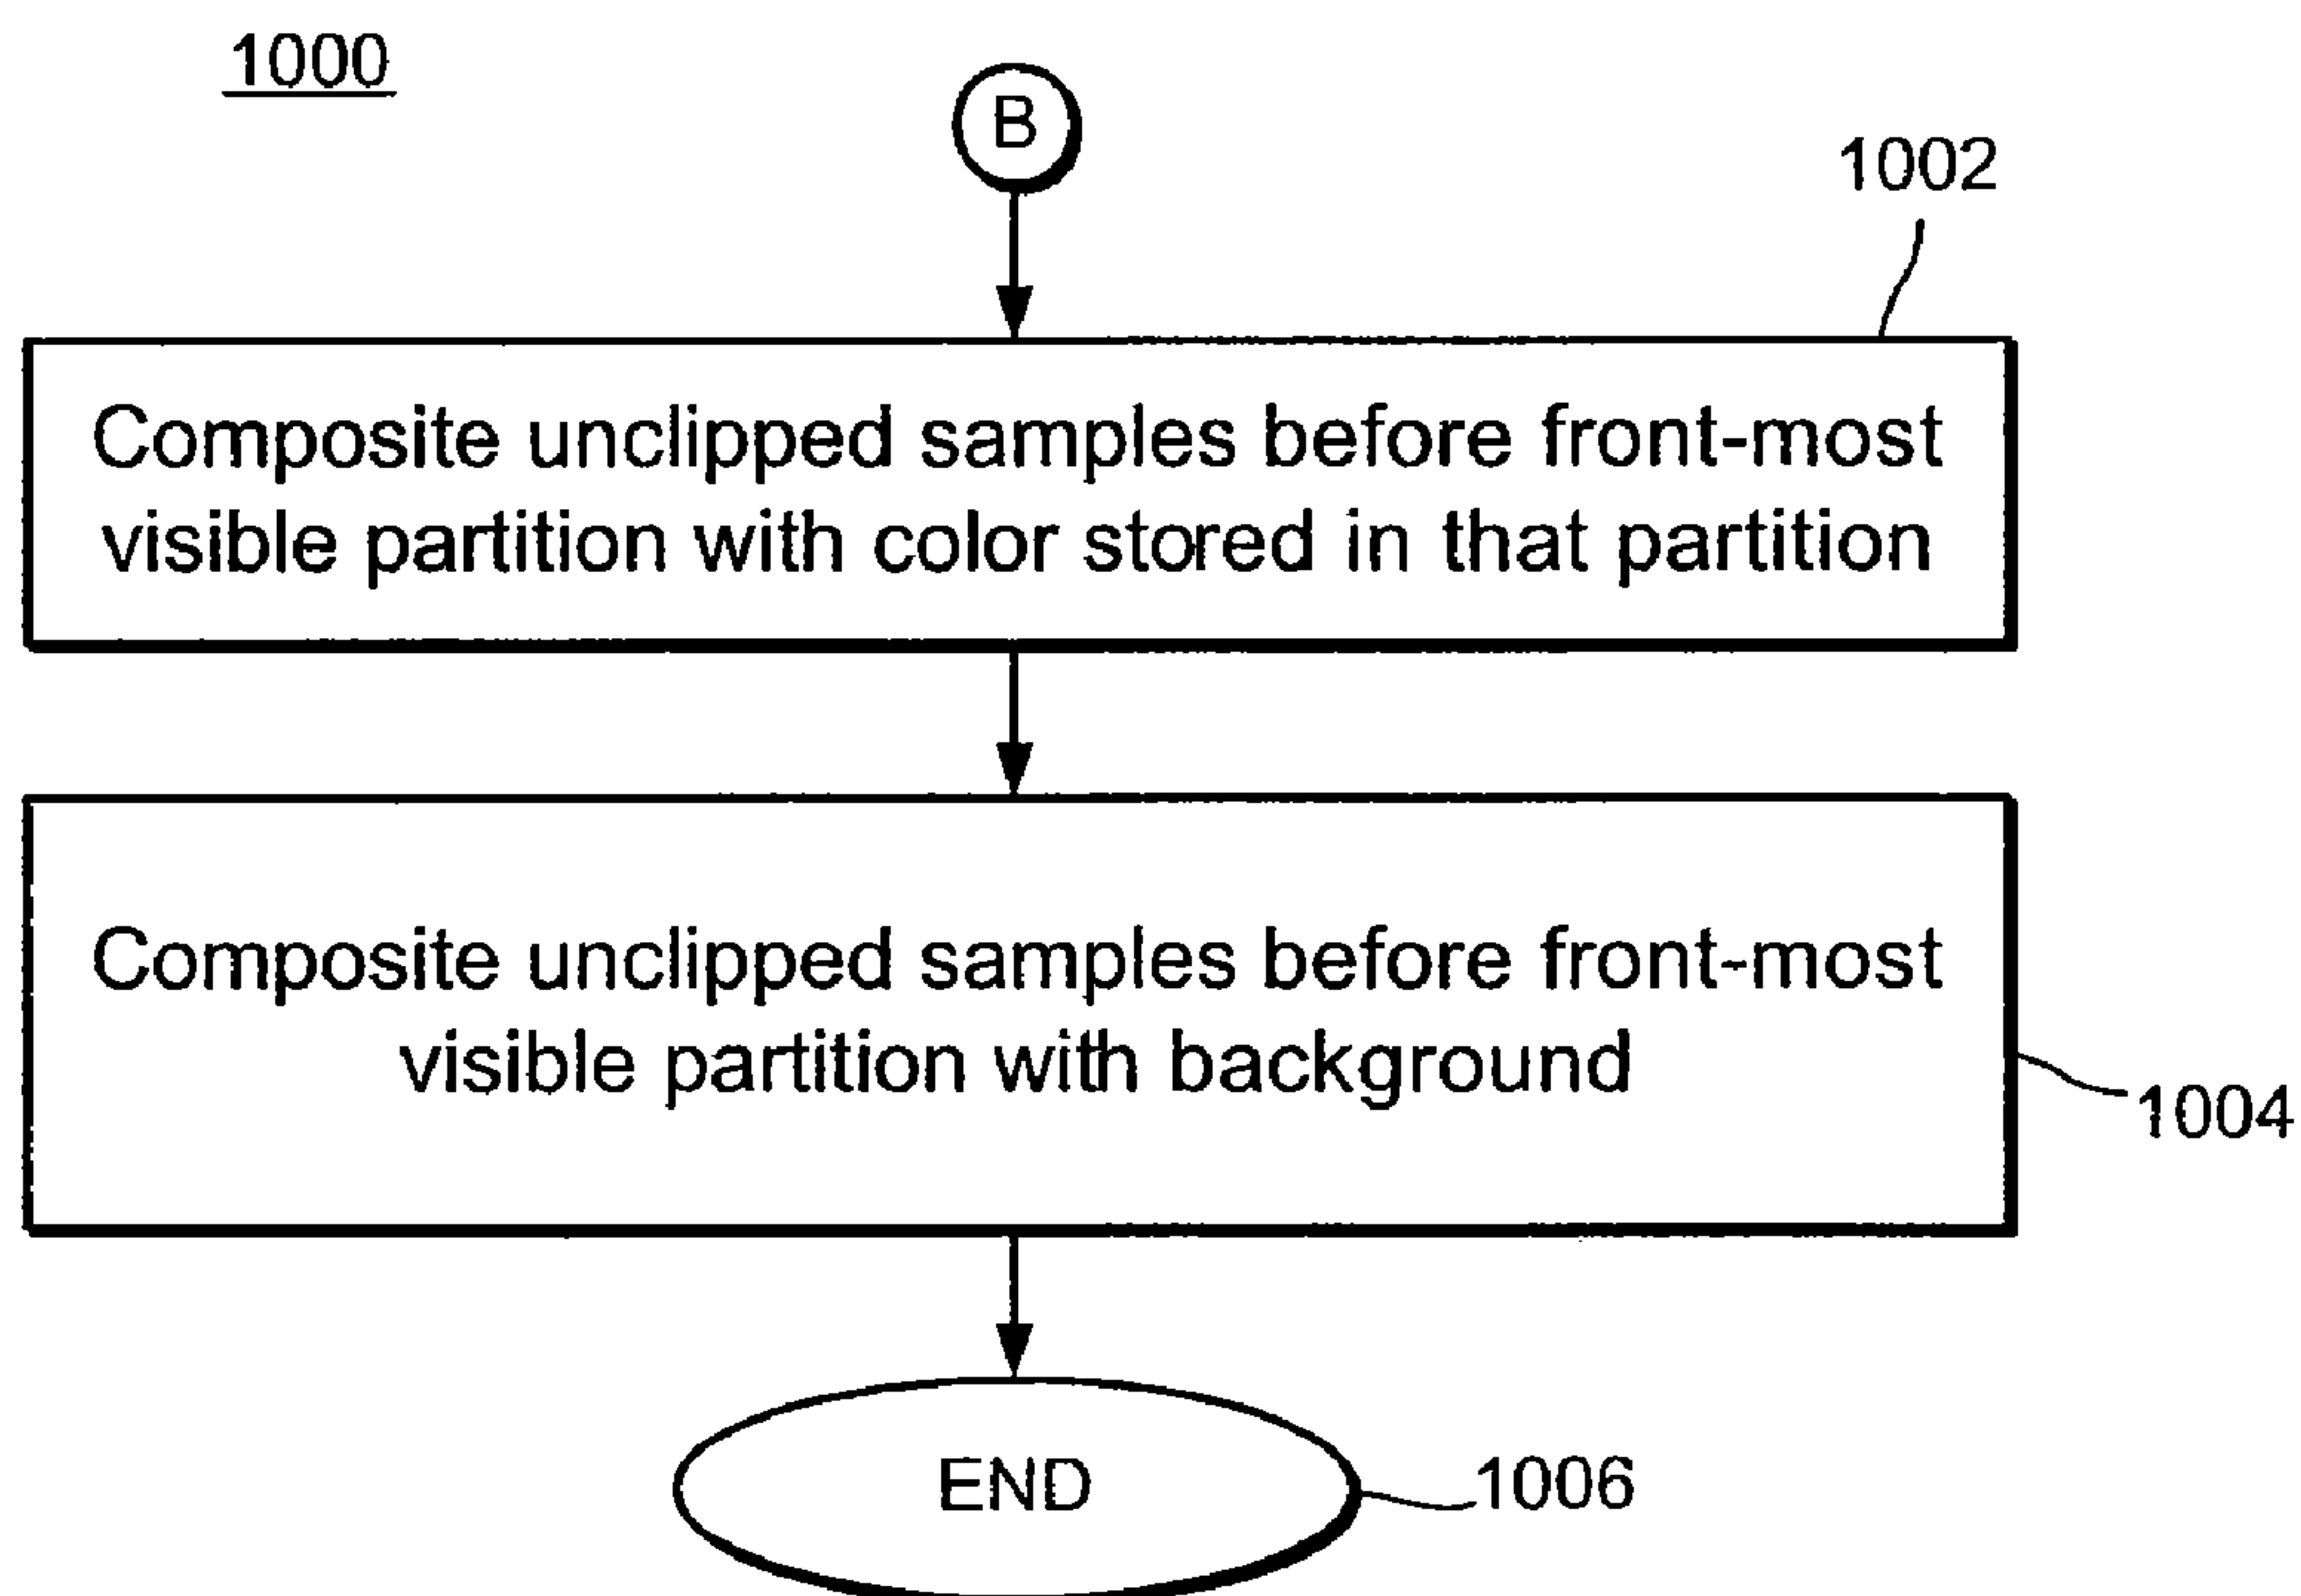 1000
B
1002
Composite unclipped samples before front-most
visible partition with color stored in that partition
Composite unclipped samples before front-most
visible partition with background
1004
END
1006